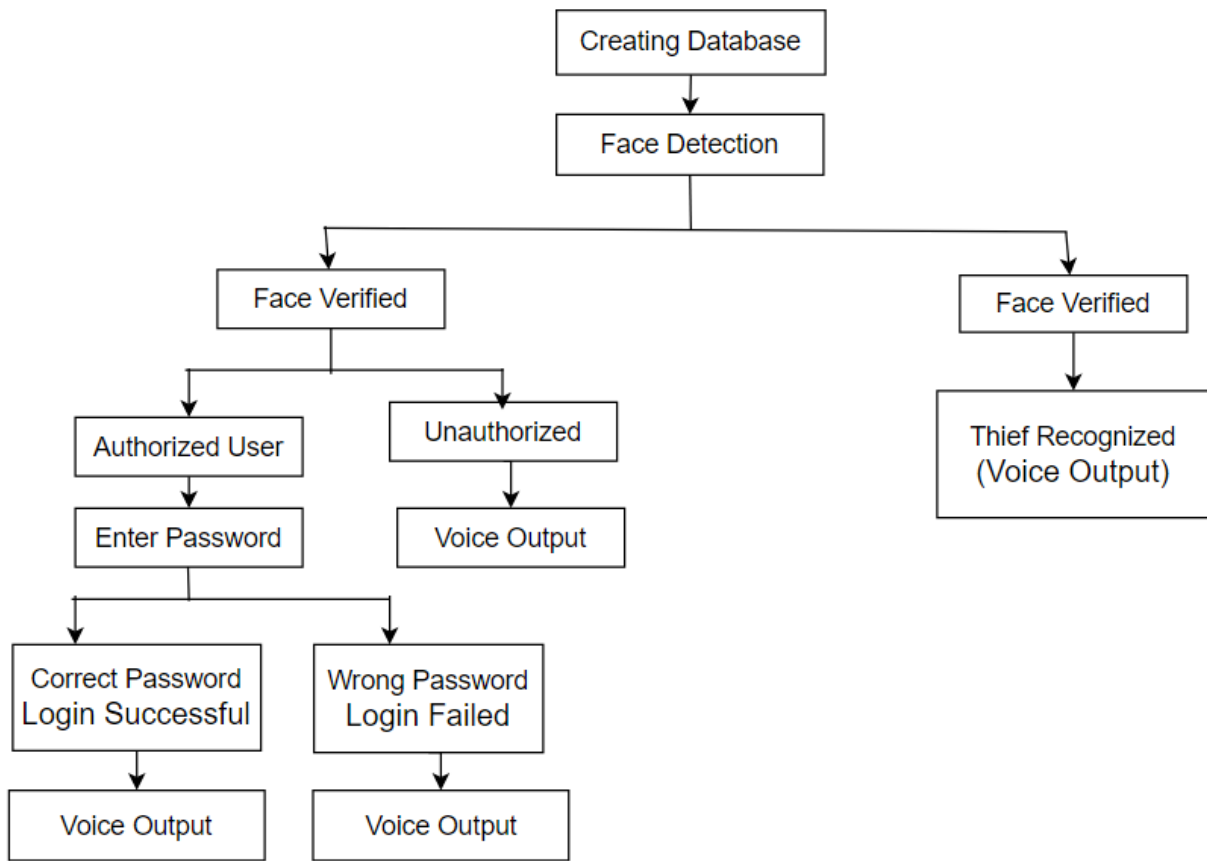 Creating Database
Face Detection
Face Verified
Face Verified
Authorized User
Unauthorized
Thief Recognized
(Voice Output)
Enter Password
Voice Output
Correct Password
Login Successful
Wrong Password
Login Failed
Voice Output
Voice Output